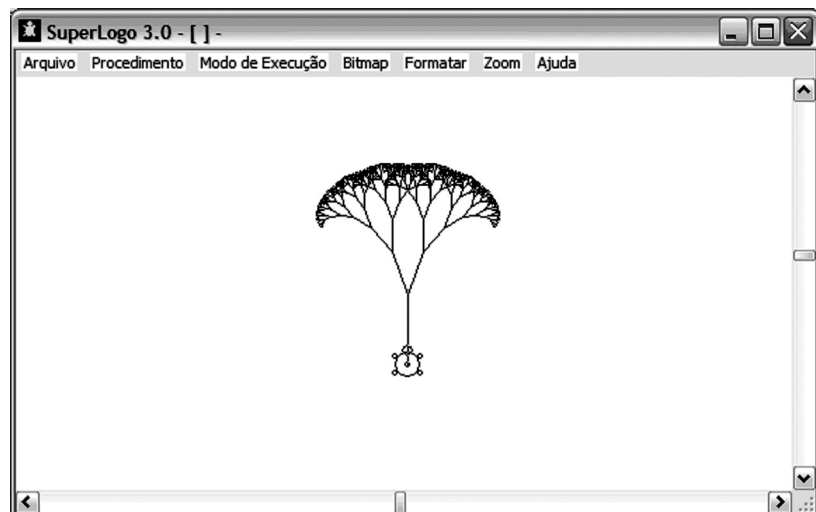 SuperLogo 3.0 - [ ] -
Arquivo Procedimento Modo de Execução Bitmap Formatar Zoom Ajuda